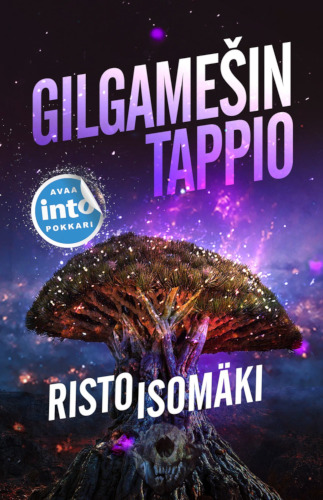 GILGAMEŠIN
TAPPIO
AVAA
into
POKKARI
RISTO ISOMÄKI